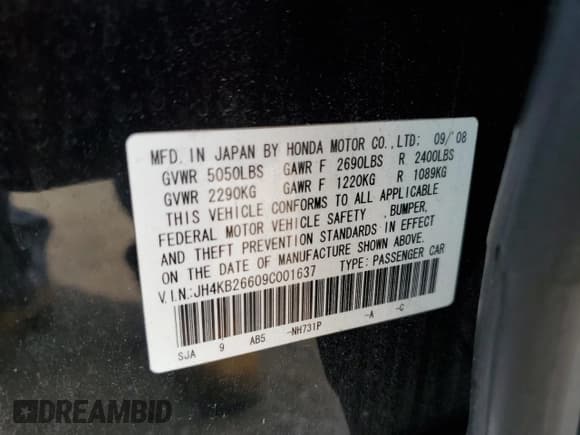 MFD. IN JAPAN BY HONDA MOTOR CO., LTD: 09/'08
GVWR 5050LBS GAWR F 2690LBS R 2400LBS
GVWR 2290KG GAWR F 1220KG R 1089KG
THIS VEHICLE CONFORMS TO ALL APPLICABLE
FEDERAL MOTOR VEHICLE SAFETY ,BUMPER,
AND THEFT PREVENTION STANDARDS IN EFFECT
ON THE DATE OF MANUFACTURE SHOWN ABOVE.
V.I.N.:JH4KB26609C001637 TYPE: PASSENGER CAR
SJA 9 AB5 -NH731P -A -C
DREAMBID